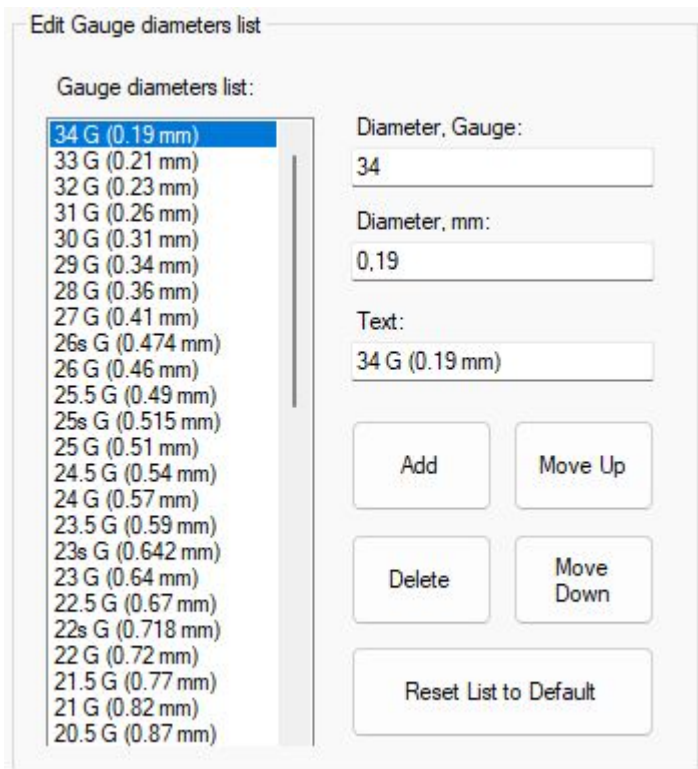 Edit Gauge diameters list
Gauge diameters list:
34 G (0.19 mm)
33 G (0.21 mm)
32 G (0.23 mm)
31 G (0.26 mm)
30 G (0.31 mm)
29 G (0.34 mm)
28 G (0.36 mm)
27 G (0.41 mm)
26s G (0.474 mm)
26 G (0.46 mm)
25.5 G (0.49 mm)
25s G (0.515 mm)
25 G (0.51 mm)
24.5 G (0.54 mm)
24 G (0.57 mm)
23.5 G (0.59 mm)
23s G (0.642 mm)
23 G (0.64 mm)
22.5 G (0.67 mm)
22s G (0.718 mm)
22 G (0.72 mm)
21.5 G (0.77 mm)
21 G (0.82 mm)
20.5 G (0.87 mm)
Diameter, Gauge:
34
Diameter, mm:
0,19
Text:
34 G (0.19 mm)
Add
Move Up
Delete
Move
Down
Reset List to Default